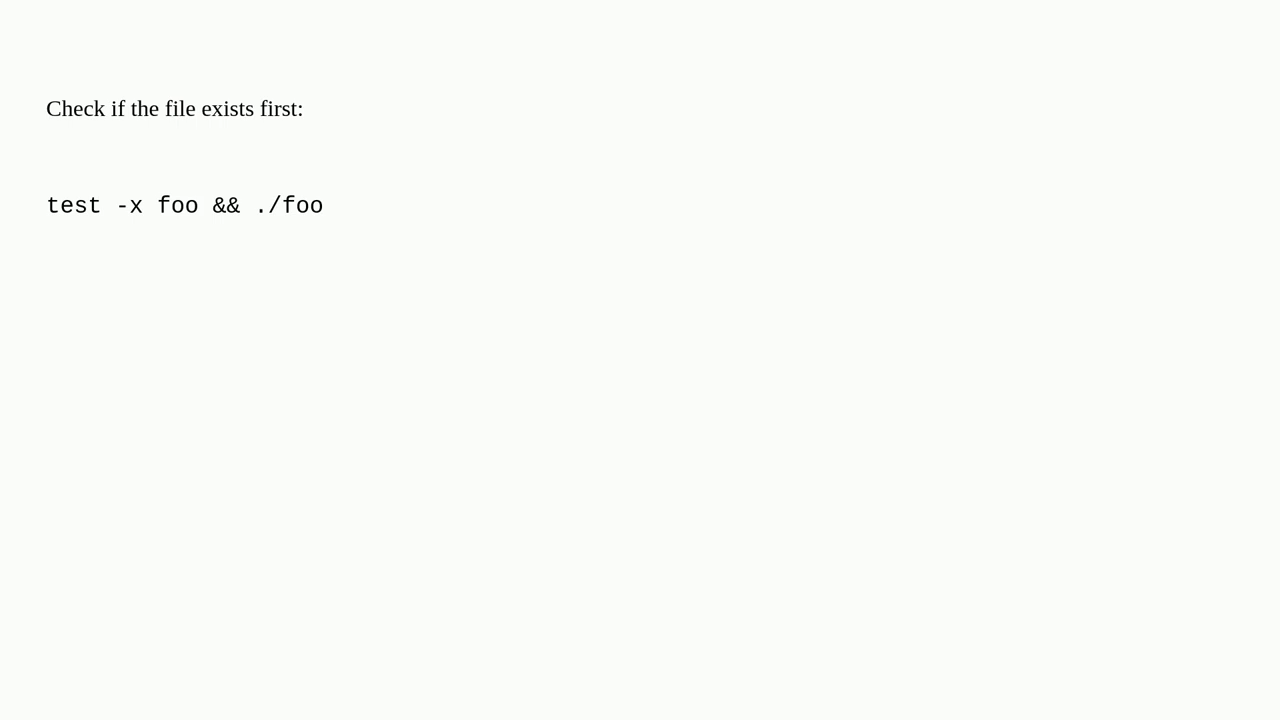 Check if the file exists first:
test -x foo && ./foo